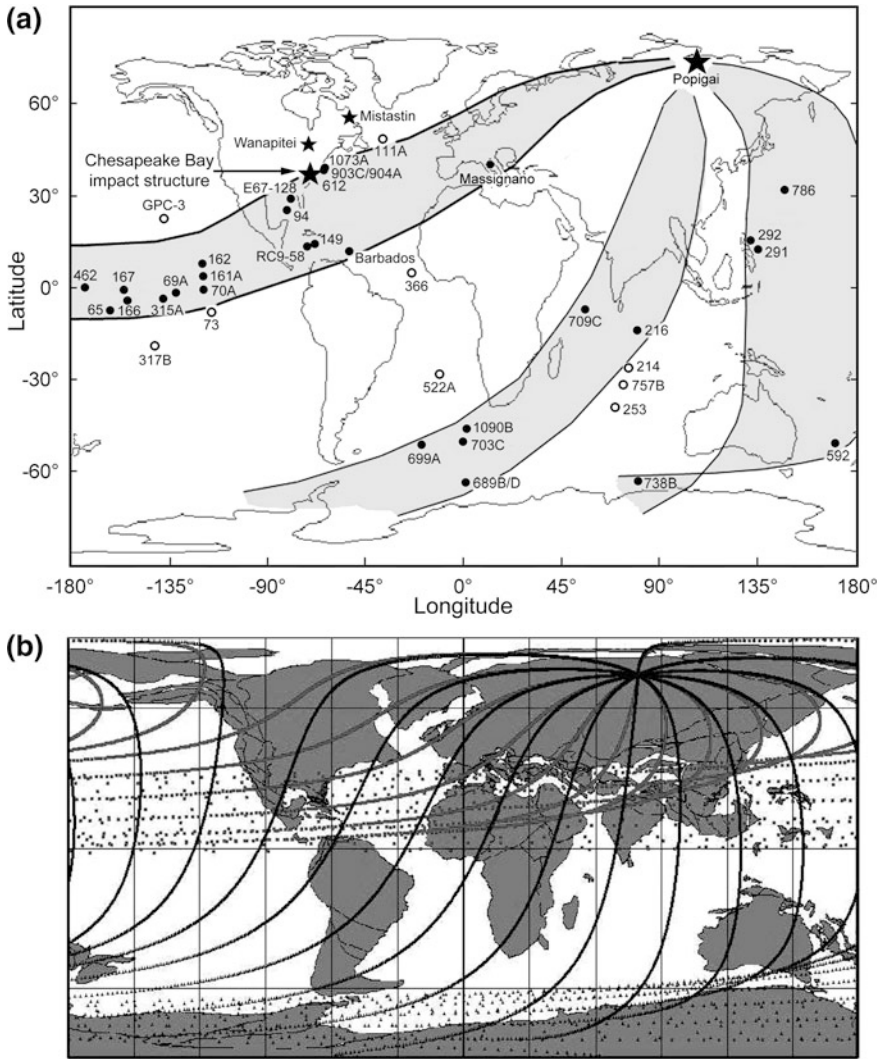 (a)
Popigai
60°
Mistastin
Wanapitei
111A
1073A
Chesapeake Bay
impact structure
903C/904A
612
Massignano
30°
E67-128
GPC-3
94
786
292
291
149
RC9-58
Barbados
162
462
167
69A
161A
70A
366
0°
65
166
315A
73
709C
216
317B
214
757B
522A
253
-30°
Latitude
1090B
703C
699A
592
-60°
689B/D
738B
-180°
-135°
-90°
-45°
0°
45°
90°
135°
180°
Longitude
(b)